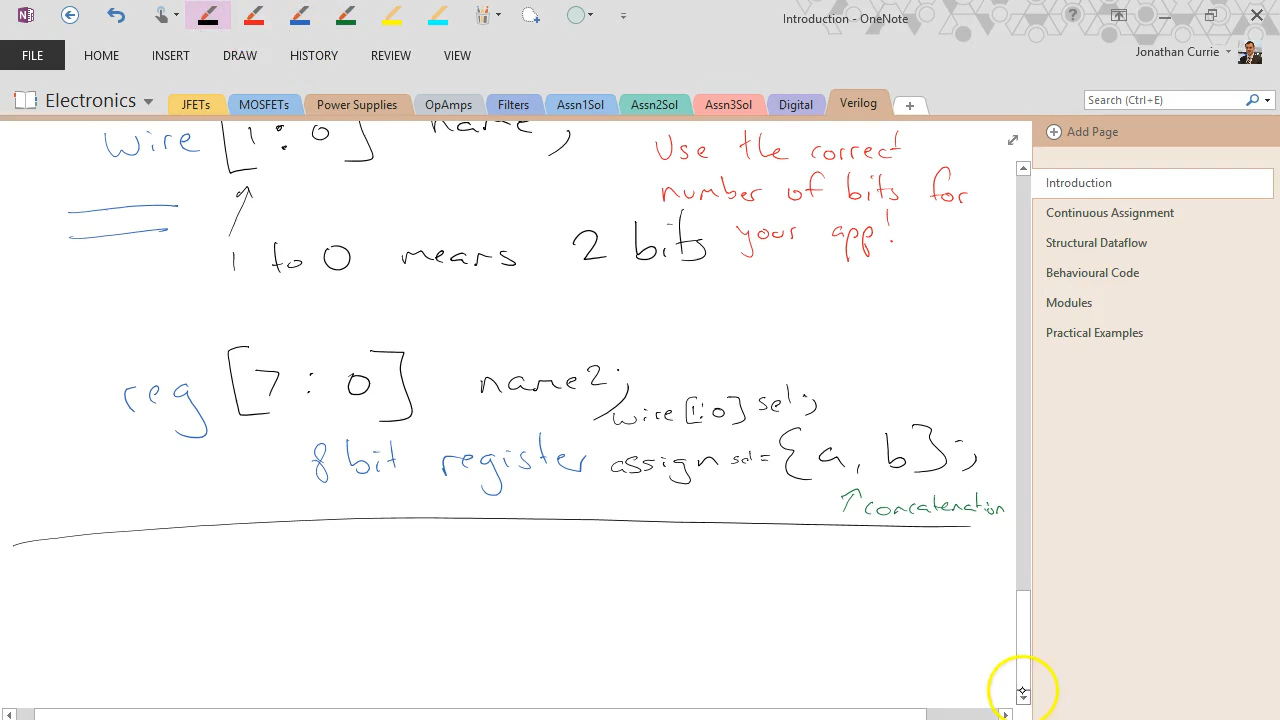 Introduction - OneNote
FILE HOME INSERT DRAW HISTORY REVIEW VIEW
Jonathan Currie
Electronics
JFETs MOSFETs Power Supplies OpAmps Filters Assn1Sol Assn2Sol Assn3Sol Digital Verilog
Search (Ctrl+E)
Add Page
Introduction
Continuous Assignment
Structural Dataflow
Behavioural Code
Modules
Practical Examples
wire [1:0] name;
Use the correct
number of bits for
your app!
1 to 0 means 2 bits
reg [7:0] name2;
wire[1:0] sel;
8 bit register
assign sel = {a, b};
↑concatenation